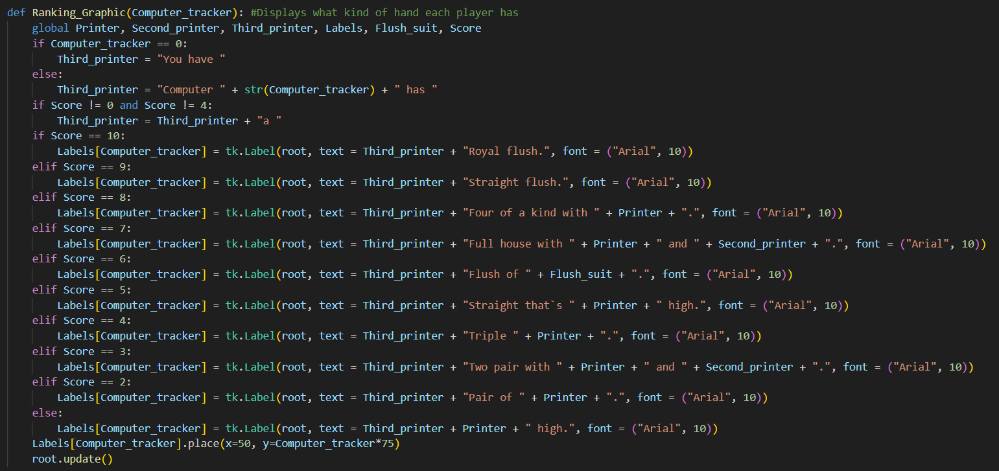 def Ranking_Graphic(Computer_tracker): #Displays what kind of hand each player has
    global Printer, Second_printer, Third_printer, Labels, Flush_suit, Score
    if Computer_tracker == 0:
        Third_printer = "You have "
    else:
        Third_printer = "Computer " + str(Computer_tracker) + " has "
    if Score != 0 and Score != 4:
        Third_printer = Third_printer + "a "
    if Score == 10:
        Labels[Computer_tracker] = tk.Label(root, text = Third_printer + "Royal flush.", font = ("Arial", 10))
    elif Score == 9:
        Labels[Computer_tracker] = tk.Label(root, text = Third_printer + "Straight flush.", font = ("Arial", 10))
    elif Score == 8:
        Labels[Computer_tracker] = tk.Label(root, text = Third_printer + "Four of a kind with " + Printer + ".", font = ("Arial", 10))
    elif Score == 7:
        Labels[Computer_tracker] = tk.Label(root, text = Third_printer + "Full house with " + Printer + " and " + Second_printer + ".", font = ("Arial", 10))
    elif Score == 6:
        Labels[Computer_tracker] = tk.Label(root, text = Third_printer + "Flush of " + Flush_suit + ".", font = ("Arial", 10))
    elif Score == 5:
        Labels[Computer_tracker] = tk.Label(root, text = Third_printer + "Straight that`s " + Printer + " high.", font = ("Arial", 10))
    elif Score == 4:
        Labels[Computer_tracker] = tk.Label(root, text = Third_printer + "Triple " + Printer + ".", font = ("Arial", 10))
    elif Score == 3:
        Labels[Computer_tracker] = tk.Label(root, text = Third_printer + "Two pair with " + Printer + " and " + Second_printer + ".", font = ("Arial", 10))
    elif Score == 2:
        Labels[Computer_tracker] = tk.Label(root, text = Third_printer + "Pair of " + Printer + ".", font = ("Arial", 10))
    else:
        Labels[Computer_tracker] = tk.Label(root, text = Third_printer + Printer + " high.", font = ("Arial", 10))
    Labels[Computer_tracker].place(x=50, y=Computer_tracker*75)
    root.update()